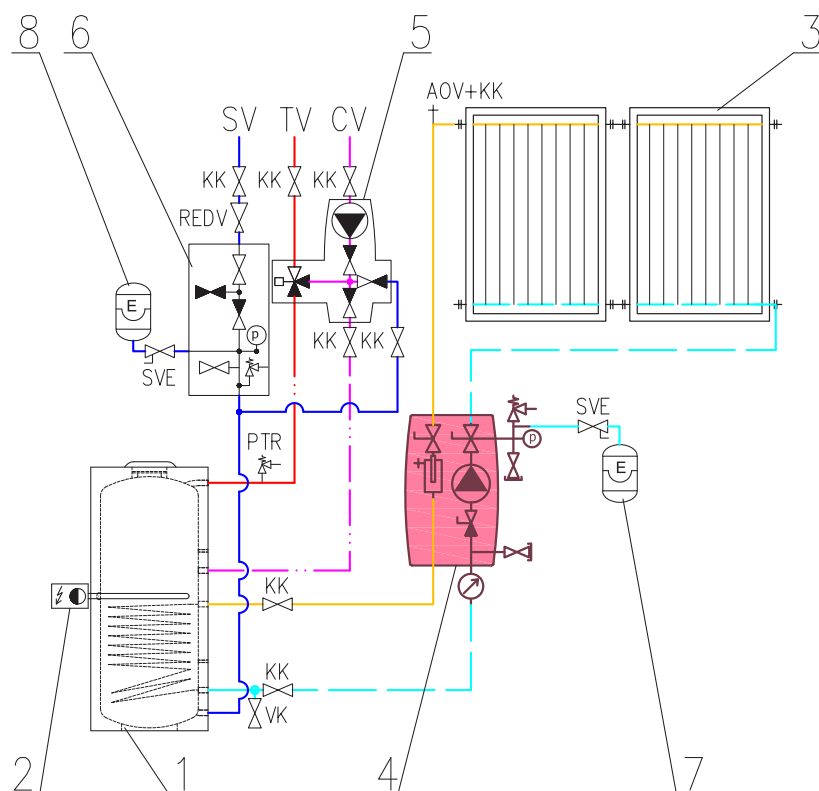 8 6 5 3
AOV+KK
SV TV CV
KK KK KK
REDV
E
p
KK KK
SVE
SVE
PTR
p
E
KK
KK
VK
2 1 4 7